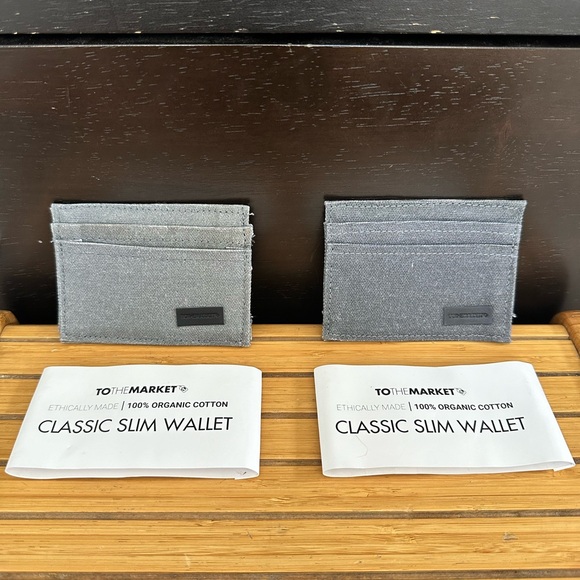 TOTHEMARKET
ETHICALLY MADE | 100% ORGANIC COTTON
CLASSIC SLIM WALLET
TOTHEMARKET
ETHICALLY MADE | 100% ORGANIC COTTON
CLASSIC SLIM WALLET